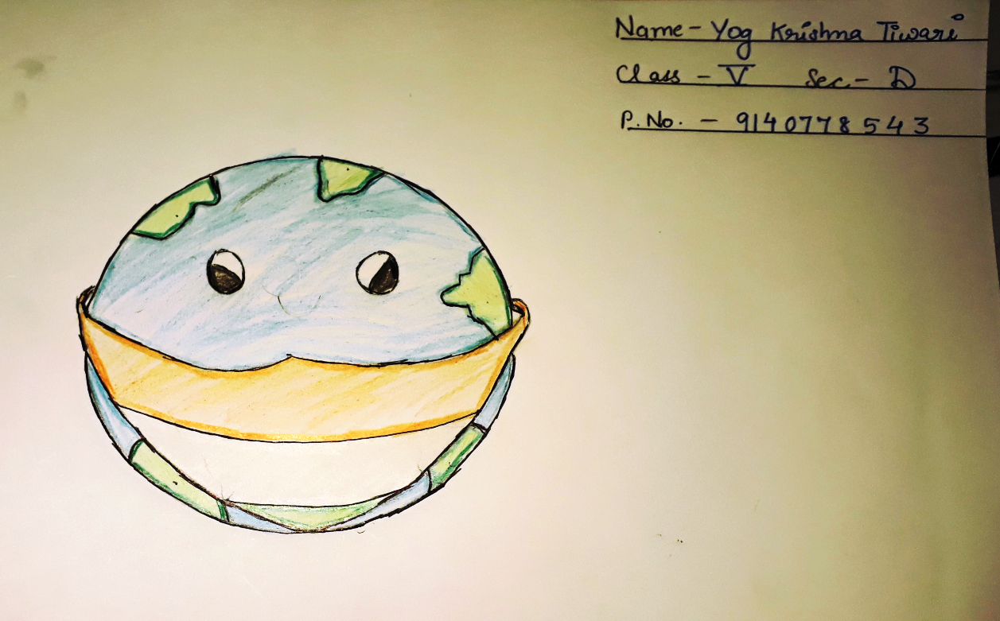 Name - Yog Krishna Tiwari
Class - V Sec - D
P. No. - 9140778543